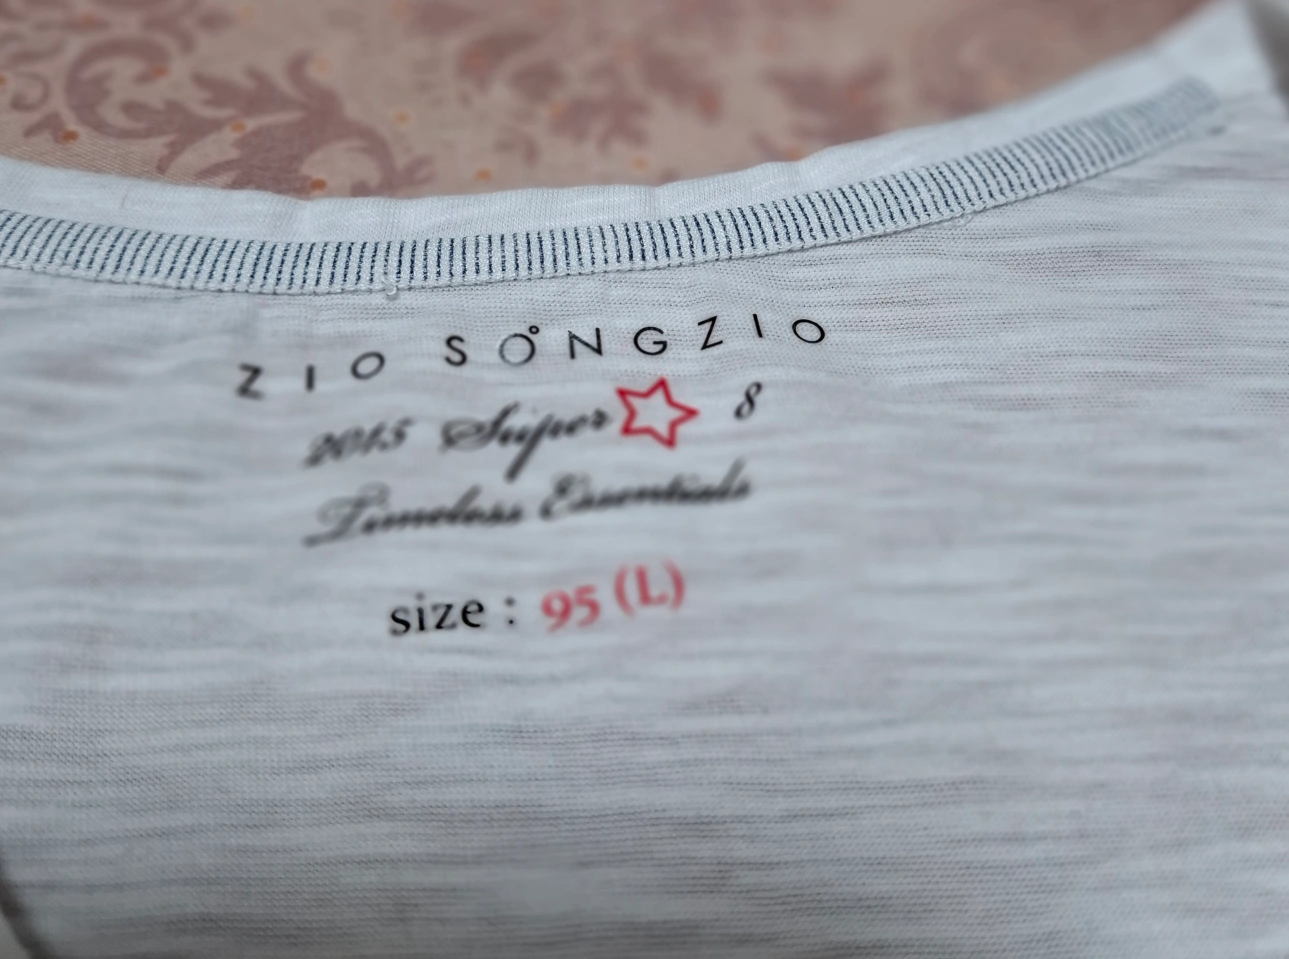 ZIO SONGZIO
2015 Super ☆ 8
Timeless Essentials
size : 95 (L)